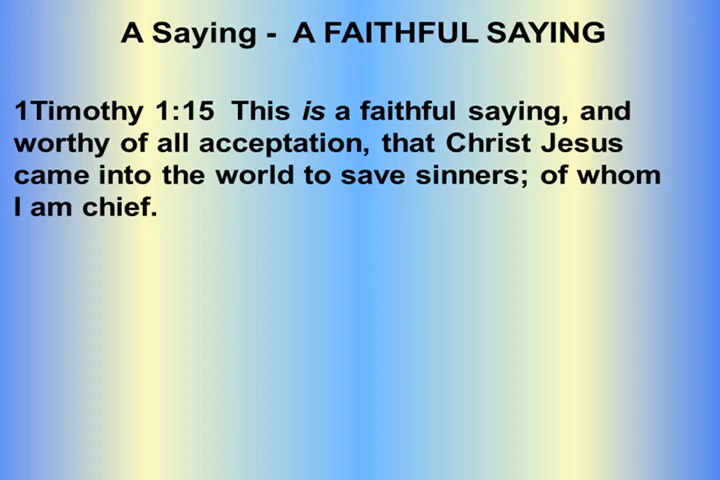 A Saying - A FAITHFUL SAYING
1Timothy 1:15 This is a faithful saying, and
worthy of all acceptation, that Christ Jesus
came into the world to save sinners; of whom
I am chief.